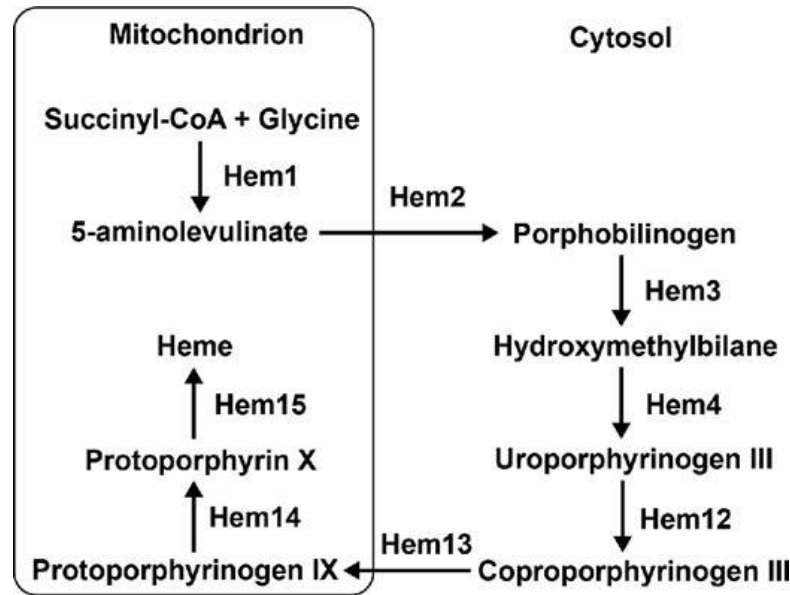 Mitochondrion
Cytosol
Succinyl-CoA + Glycine
Hem1
Hem2
5-aminolevulinate
Porphobilinogen
Hem3
Heme
Hydroxymethylbilane
Hem15
Hem4
Protoporphyrin X
Uroporphyrinogen III
Hem14
Hem12
Hem13
Protoporphyrinogen IX
Coproporphyrinogen III